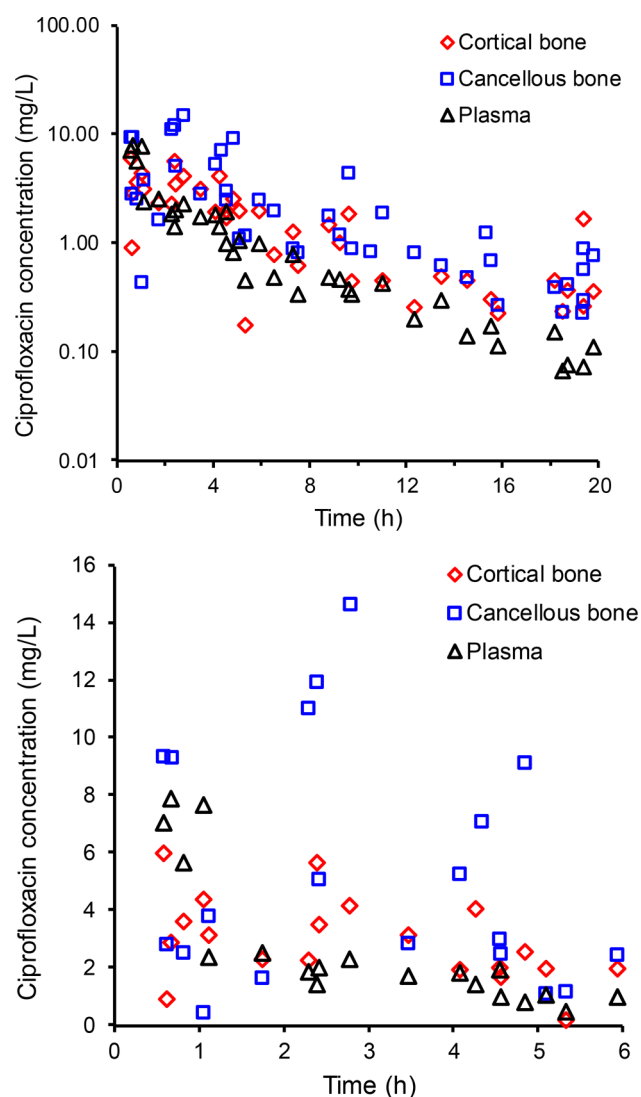 100.00
10.00
1.00
0.10
0.01
Ciprofloxacin concentration (mg/L)
Cortical bone
Cancellous bone
Plasma
0 4 8 12 16 20
Time (h)
16
14
12
10
8
6
4
2
0
Ciprofloxacin concentration (mg/L)
Cortical bone
Cancellous bone
Plasma
0 1 2 3 4 5 6
Time (h)